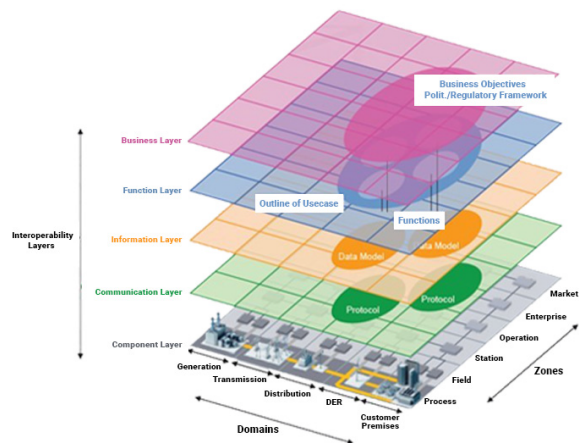 Business Objectives
Polit./Regulatory Framework
Business Layer
Function Layer
Outline of Usecase
Functions
Interoperability
Layers
Information Layer
Data Model
Data Model
Communication Layer
Protocol
Protocol
Component Layer
Market
Enterprise
Operation
Station
Field
Process
Zones
Generation
Transmission
Distribution
DER
Customer
Premises
Domains